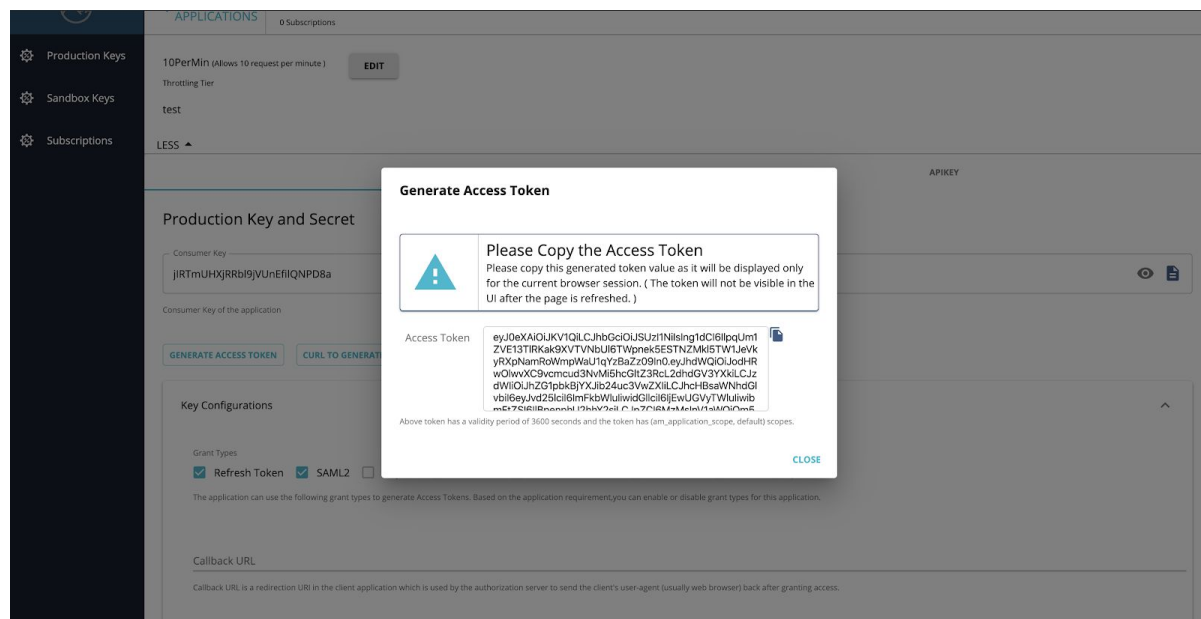 APPLICATIONS
0 Subscriptions
Production Keys
Sandbox Keys
Subscriptions
10PerMin (Allows 10 request per minute )
EDIT
Throttling Tier
test
LESS
APIKEY
Production Key and Secret
Consumer Key
jlRTmUHXjRRbl9jVUnEfilQNPD8a
Consumer Key of the application
GENERATE ACCESS TOKEN
CURL TO GENERATE
Key Configurations
Grant Types
Refresh Token
SAML2
The application can use the following grant types to generate Access Tokens. Based on the application requirement,you can enable or disable grant types for this application.
Callback URL
Callback URL is a redirection URI in the client application which is used by the authorization server to send the client's user-agent (usually web browser) back after granting access.
Generate Access Token
Please Copy the Access Token
Please copy this generated token value as it will be displayed only
for the current browser session. ( The token will not be visible in the
UI after the page is refreshed. )
Access Token
eyJ0eXAiOiJKV1QiLCJhbGciOiJSUzI1NiIsIng1dCI6IlpqUm1
ZVE13TlRKak9XVTVNbUl6TWpnek5ESTNZMkl5TW1JeVk
yRXpNamRoWmpWaU1qYzBaZz09In0.eyJhdWQiOiJodHR
wOlwvXC9vcmcud3NvMi5hcGltZ3RcL2dhdGV3YXkiLCJz
dWIiOiJhZG1pbkBjYXJib24uc3VwZXIiLCJhcHBsaWNhdGl
vbiI6eyJvd25lciI6ImFkbWluIiwidGllciI6IjEwUGVyTWluIiwib
Above token has a validity period of 3600 seconds and the token has (am_application_scope, default) scopes.
CLOSE